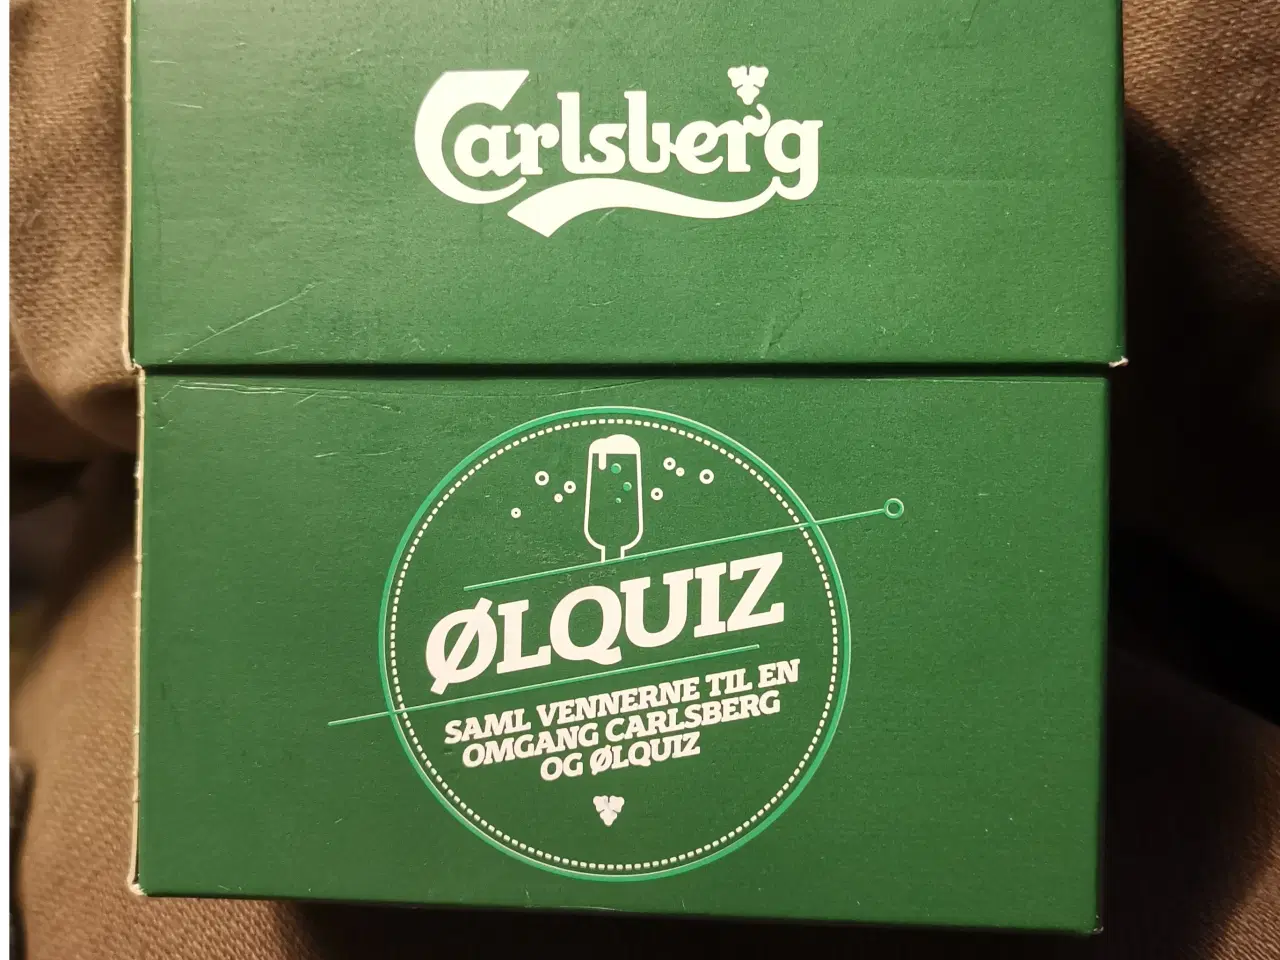 Carlsberg
ØLQUIZ
SAML VENNERNE TIL EN
OMGANG CARLSBERG
OG ØLQUIZ